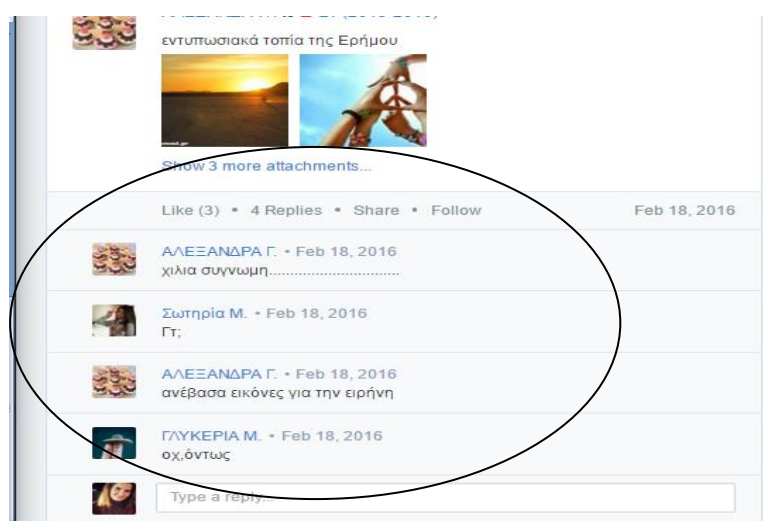 εντυπωσιακά τοπία της Ερήμου
Show 3 more attachments...
Like (3) • 4 Replies • Share • Follow Feb 18, 2016
ΑΛΕΞΑΝΔΡΑ Γ. • Feb 18, 2016
χιλια συγνωμη...............................
Σωτηρία Μ. • Feb 18, 2016
Γτ;
ΑΛΕΞΑΝΔΡΑ Γ. • Feb 18, 2016
ανέβασα εικόνες για την ειρήνη
ΓΛΥΚΕΡΙΑ Μ. • Feb 18, 2016
οχ,όντως
Type a reply...